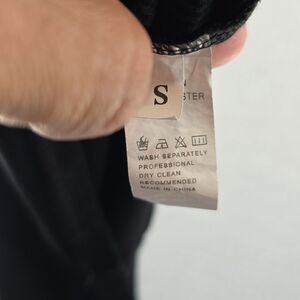 S
N
STER
WASH SEPARATELY
PROFESSIONAL
DRY CLEAN
RECOMMENDED
MADE IN CHINA